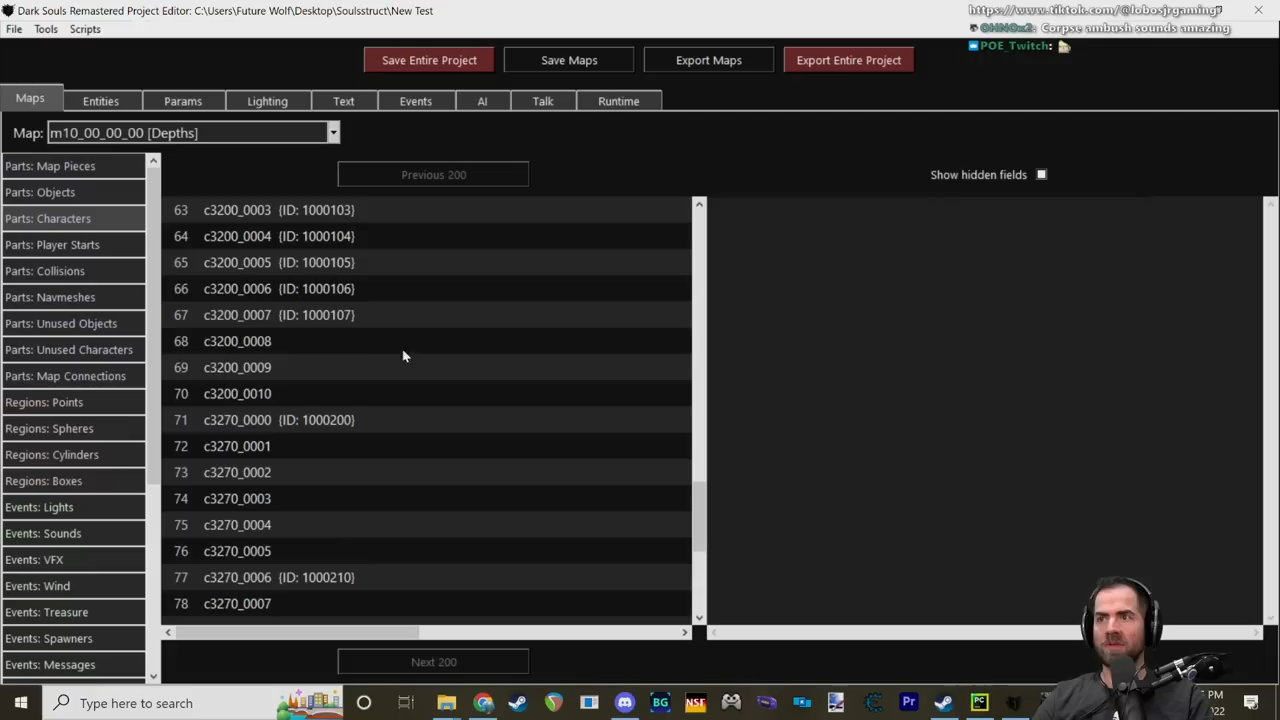 Dark Souls Remastered Project Editor: C:\Users\Future Wolf\Desktop\Soulsstruct\New Test
https://www.tiktok.com/@lobosjrgaming
File Tools Scripts
OHNOx2: Corpse ambush sounds amazing
POE_Twitch:
Save Entire Project Save Maps Export Maps Export Entire Project
Maps Entities Params Lighting Text Events AI Talk Runtime
Map: m10_00_00_00 [Depths]
Previous 200 Show hidden fields
Parts: Map Pieces
Parts: Objects
Parts: Characters
Parts: Player Starts
Parts: Collisions
Parts: Navmeshes
Parts: Unused Objects
Parts: Unused Characters
Parts: Map Connections
Regions: Points
Regions: Spheres
Regions: Cylinders
Regions: Boxes
Events: Lights
Events: Sounds
Events: VFX
Events: Wind
Events: Treasure
Events: Spawners
Events: Messages
63 c3200_0003 {ID: 1000103}
64 c3200_0004 {ID: 1000104}
65 c3200_0005 {ID: 1000105}
66 c3200_0006 {ID: 1000106}
67 c3200_0007 {ID: 1000107}
68 c3200_0008
69 c3200_0009
70 c3200_0010
71 c3270_0000 {ID: 1000200}
72 c3270_0001
73 c3270_0002
74 c3270_0003
75 c3270_0004
76 c3270_0005
77 c3270_0006 {ID: 1000210}
78 c3270_0007
Next 200
Type here to search
BG NSF Pr PC
PM